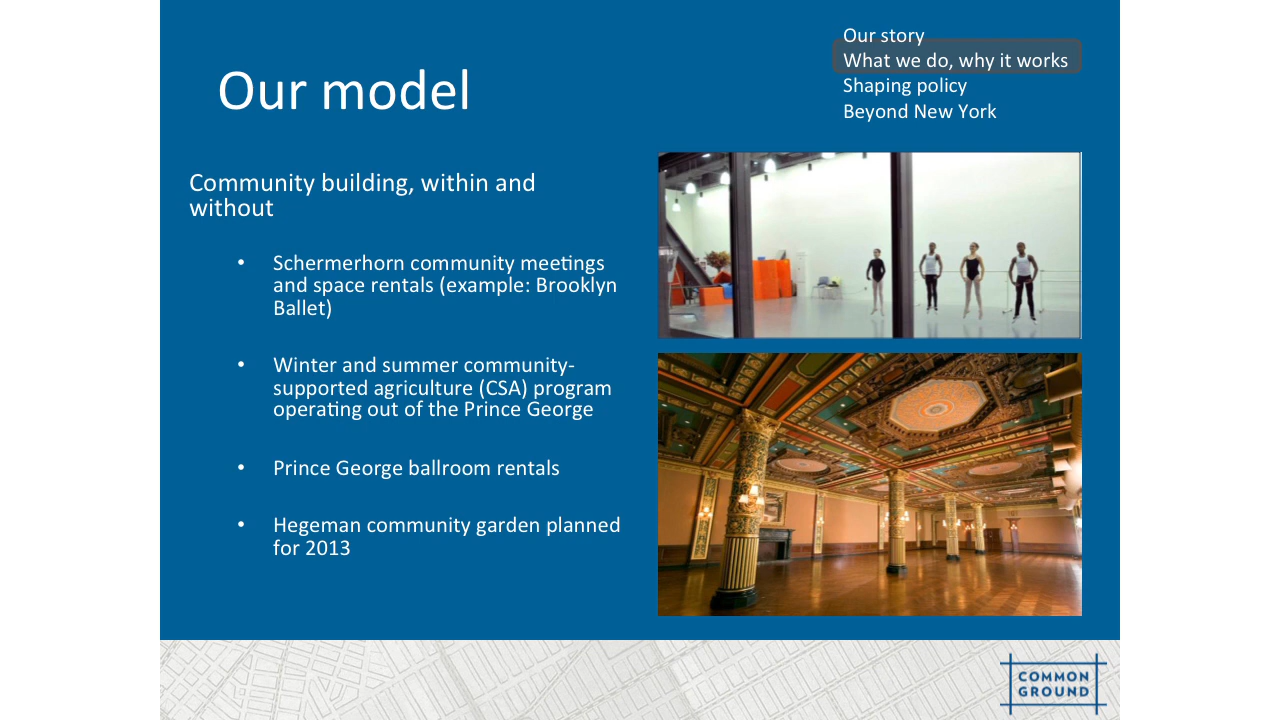 Our story
What we do, why it works
Shaping policy
Beyond New York
Our model
Community building, within and
without
• Schermerhorn community meetings
and space rentals (example: Brooklyn
Ballet)
• Winter and summer community-
supported agriculture (CSA) program
operating out of the Prince George
• Prince George ballroom rentals
• Hegeman community garden planned
for 2013
COMMON
GROUND